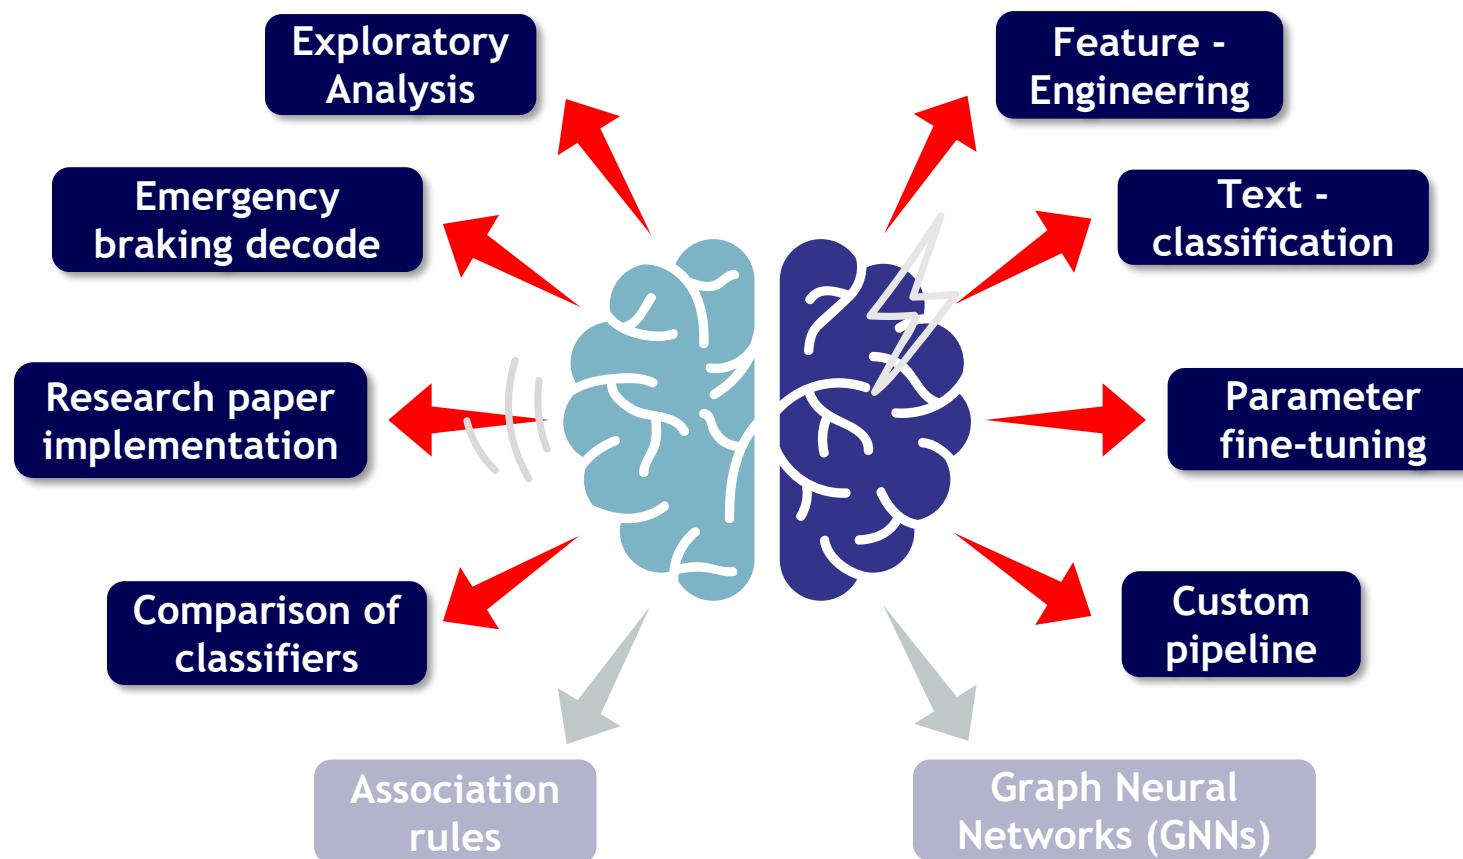 Exploratory
Analysis
Feature -
Engineering
Emergency
braking decode
Text -
classification
Research paper
implementation
Parameter
fine-tuning
Comparison of
classifiers
Custom
pipeline
Association
rules
Graph Neural
Networks (GNNs)